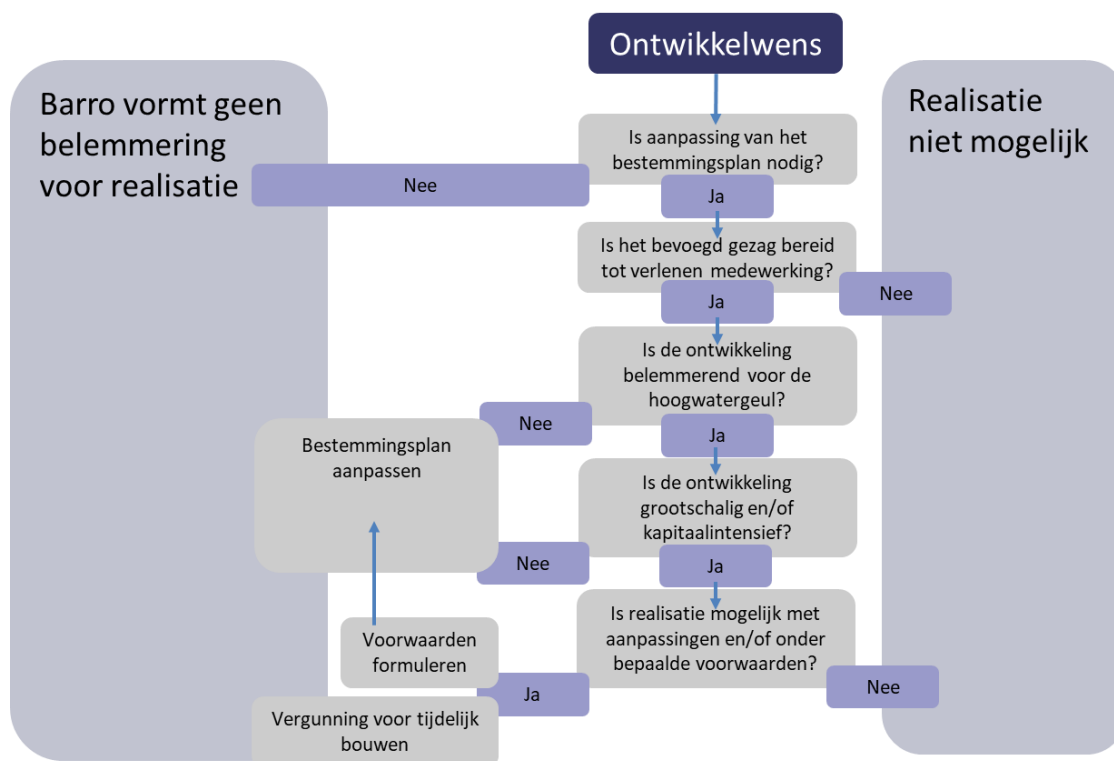 Ontwikkelwens
Barro vormt geen
belemmering
voor realisatie
Realisatie
niet mogelijk
Is aanpassing van het
bestemmingsplan nodig?
Nee
Ja
Is het bevoegd gezag bereid
tot verlenen medewerking?
Nee
Ja
Is de ontwikkeling
belemmerend voor de
hoogwatergeul?
Nee
Ja
Bestemmingsplan
aanpassen
Is de ontwikkeling
grootschalig en/of
kapitaalintensief?
Nee
Ja
Is realisatie mogelijk met
aanpassingen en/of onder
bepaalde voorwaarden?
Voorwaarden
formuleren
Ja
Nee
Vergunning voor tijdelijk
bouwen